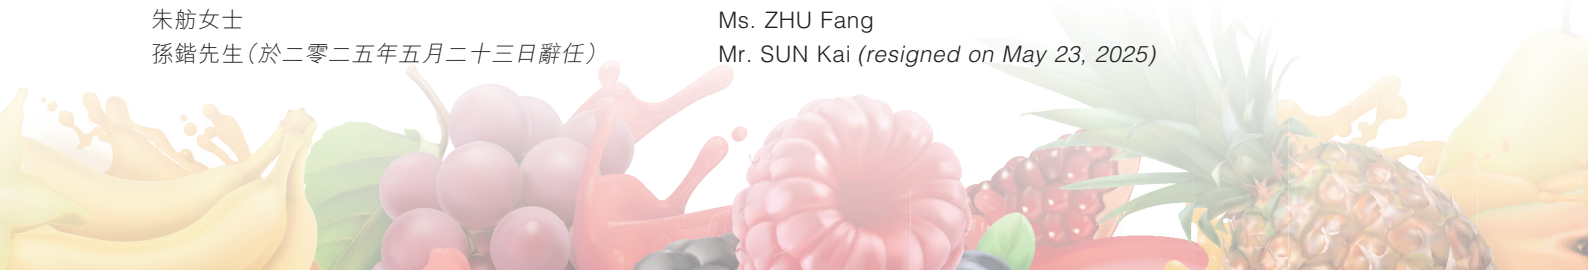 朱舫女士
孫鍇先生(於二零二五年五月二十三日辭任)
Ms. ZHU Fang
Mr. SUN Kai (resigned on May 23, 2025)